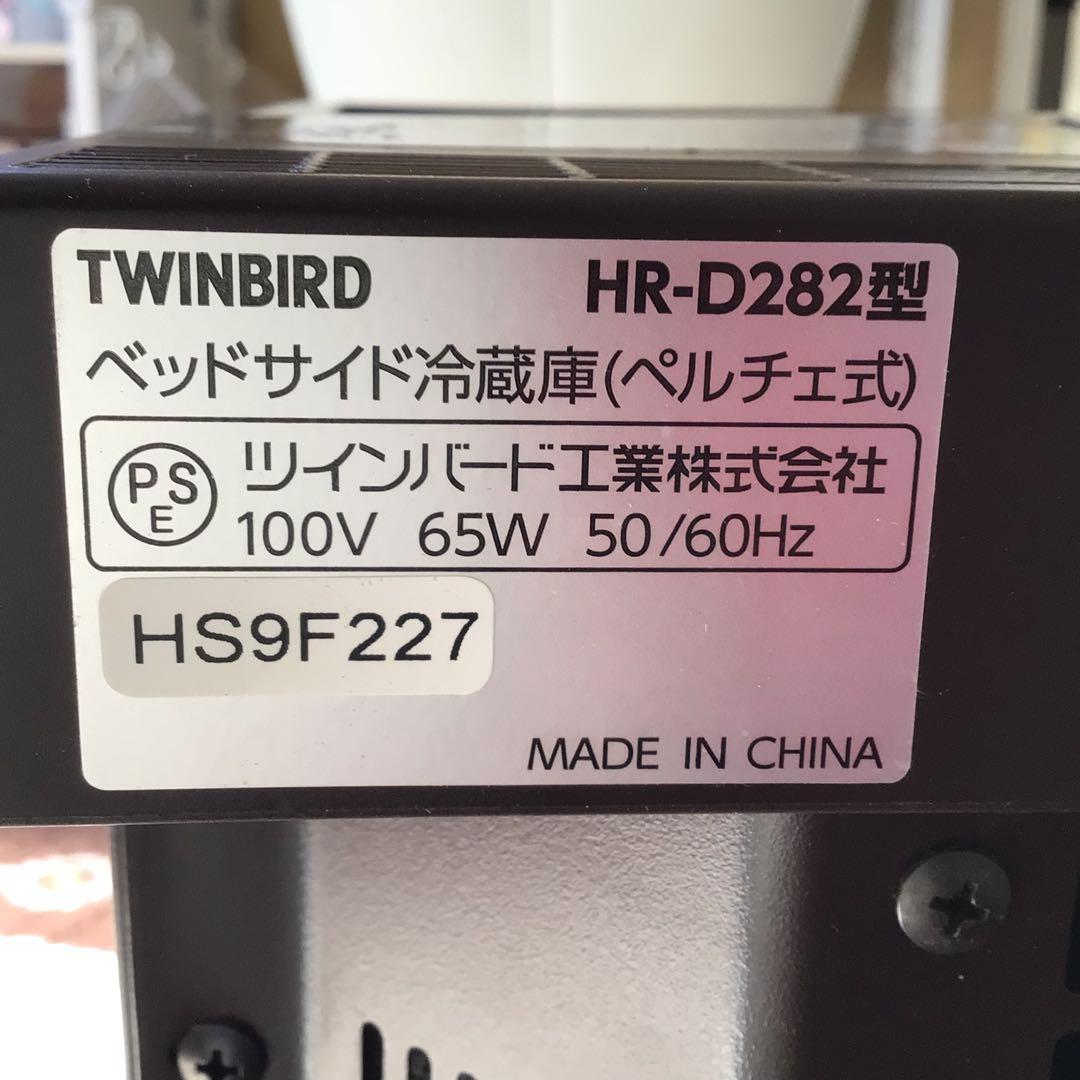 TWINBIRD HR-D282型
ベッドサイド冷蔵庫(ペルチェ式)
PSE ツインバード工業株式会社
100V 65W 50/60Hz
HS9F227
MADE IN CHINA